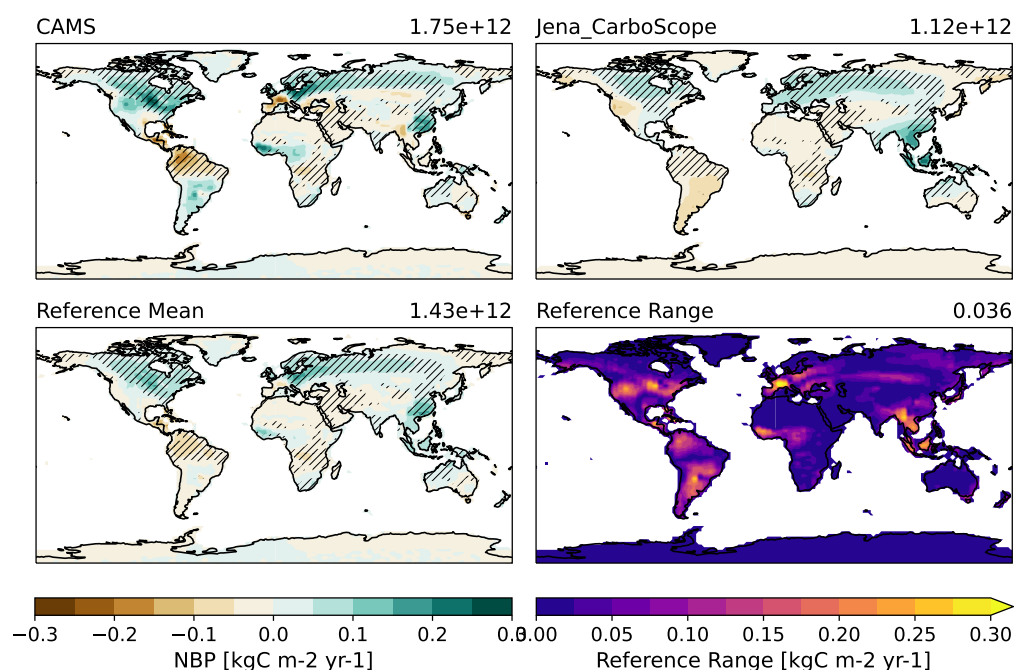 CAMS 1.75e+12
Jena_CarboScope 1.12e+12
Reference Mean 1.43e+12
Reference Range 0.036
−0.3 −0.2 −0.1 0.0 0.1 0.2 0.3
NBP [kgC m-2 yr-1]
0.00 0.05 0.10 0.15 0.20 0.25 0.30
Reference Range [kgC m-2 yr-1]